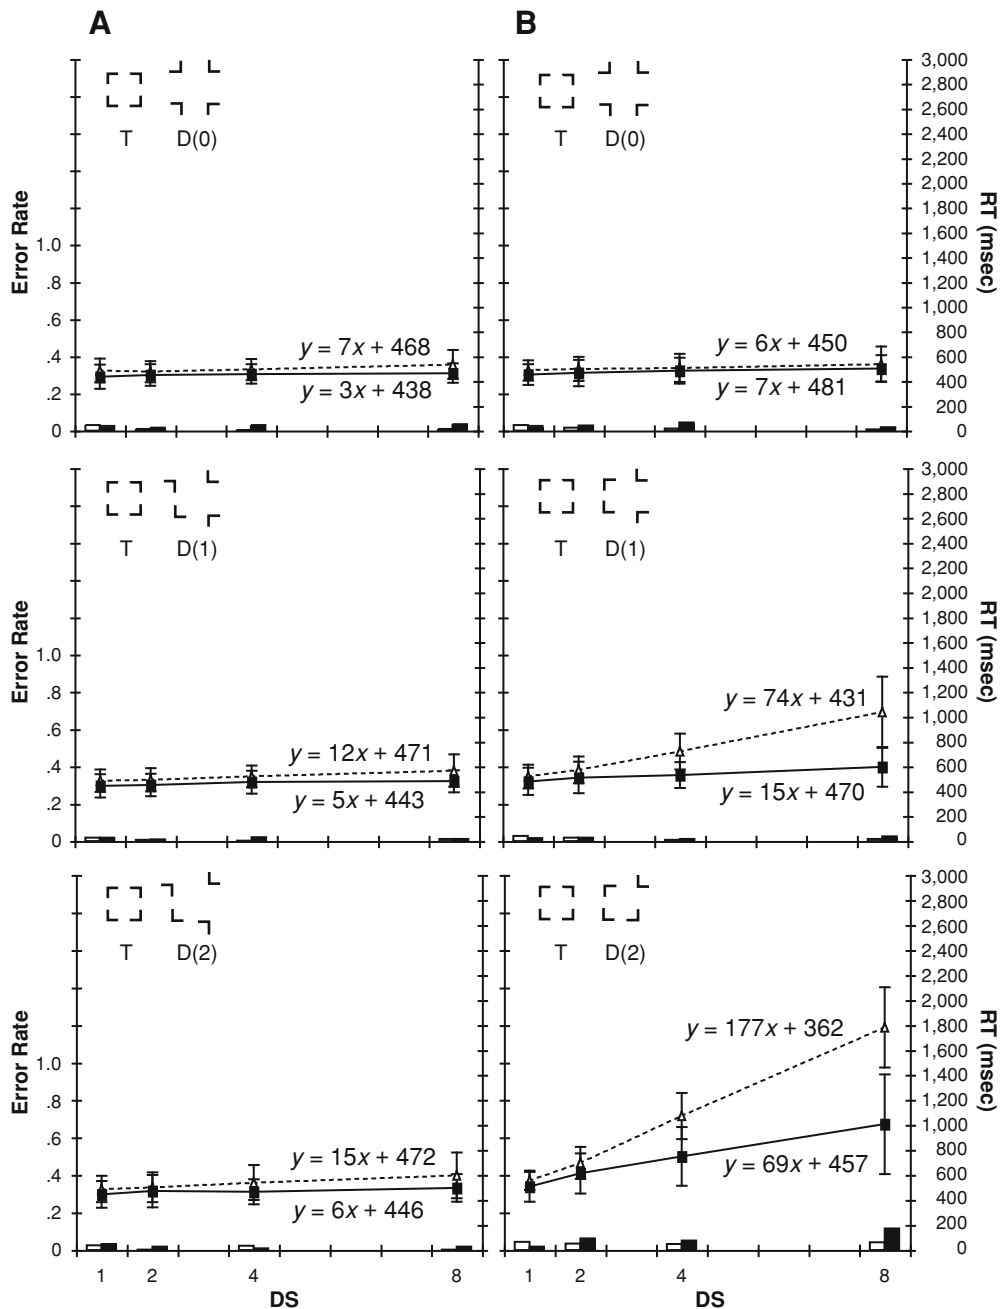 A B
T D(0)
Error Rate
1.0
.8
.6
.4
.2
0
y = 7x + 468
y = 3x + 438
T D(0)
y = 6x + 450
y = 7x + 481
3,000
2,800
2,600
2,400
2,200
2,000
1,800
1,600
1,400
1,200
1,000
800
600
400
200
0
RT (msec)
T D(1)
Error Rate
1.0
.8
.6
.4
.2
0
y = 12x + 471
y = 5x + 443
T D(1)
y = 74x + 431
y = 15x + 470
3,000
2,800
2,600
2,400
2,200
2,000
1,800
1,600
1,400
1,200
1,000
800
600
400
200
0
RT (msec)
T D(2)
Error Rate
1.0
.8
.6
.4
.2
0
y = 15x + 472
y = 6x + 446
1 2 4 8
DS
T D(2)
y = 177x + 362
y = 69x + 457
3,000
2,800
2,600
2,400
2,200
2,000
1,800
1,600
1,400
1,200
1,000
800
600
400
200
0
RT (msec)
1 2 4 8
DS